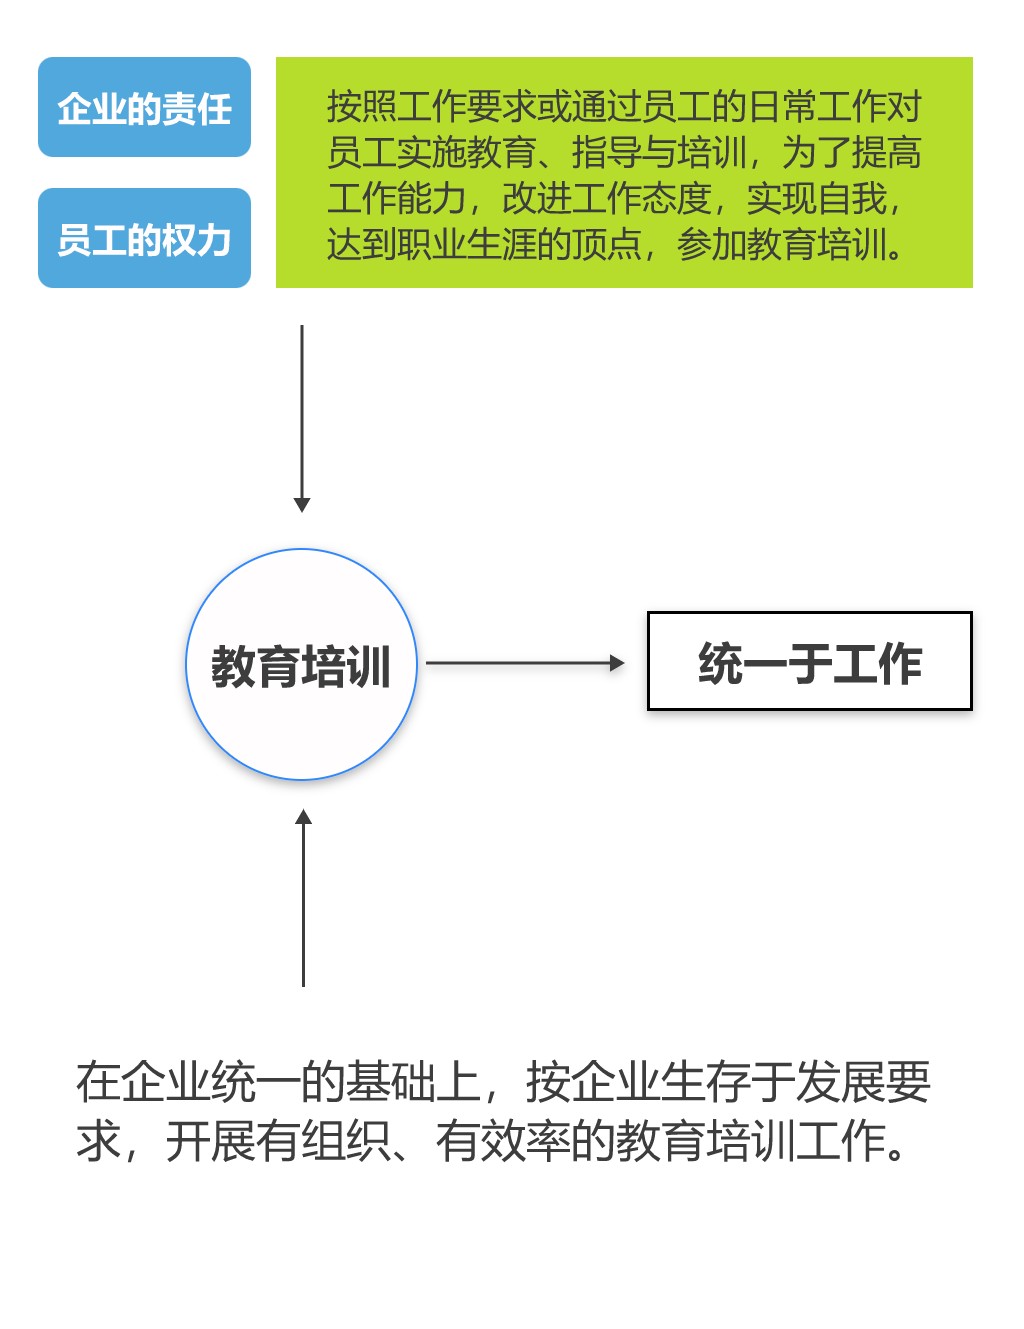 企业的责任
员工的权力
按照工作要求或通过员工的日常工作对
员工实施教育、指导与培训，为了提高
工作能力，改进工作态度，实现自我，
达到职业生涯的顶点，参加教育培训。
教育培训
统一于工作
在企业统一的基础上，按企业生存于发展要
求，开展有组织、有效率的教育培训工作。